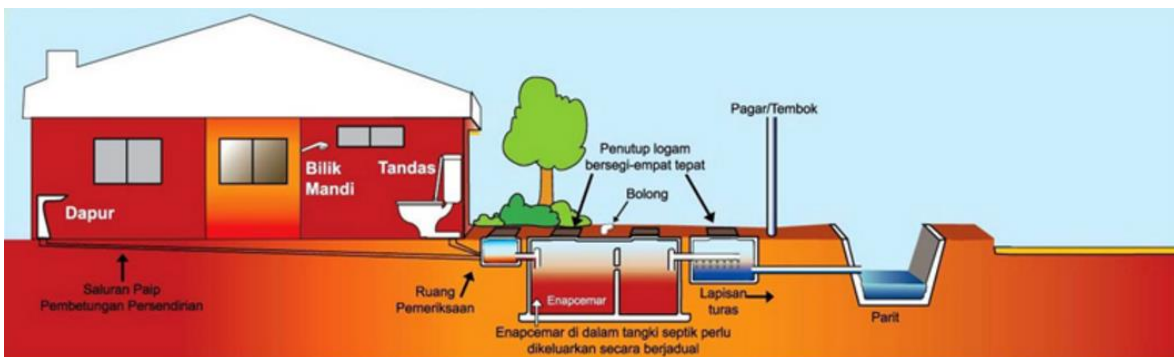 Dapur
Bilik
Mandi
Tandas
Penutup logam
bersegi-empat tepat
Bolong
Pagar/Tembok
Saluran Paip
Pembetungan Persendirian
Ruang
Pemeriksaan
Enapcemar
Enapcemar di dalam tangki septik perlu
dikeluarkan secara berjadual
Lapisan
turas
Parit